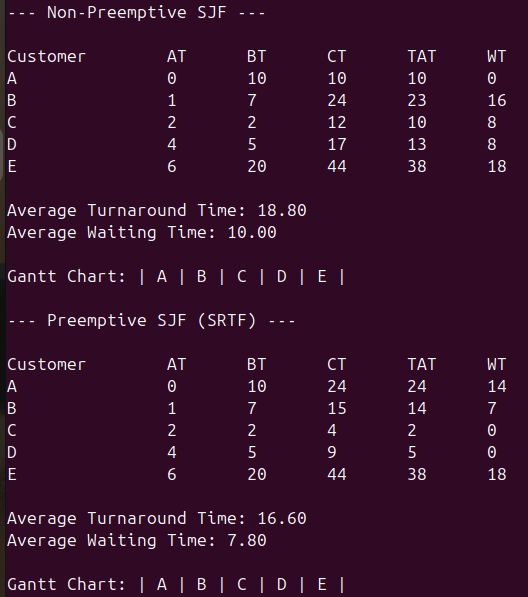 --- Non-Preemptive SJF ---
Customer AT BT CT TAT WT
A 0 10 10 10 0
B 1 7 24 23 16
C 2 2 12 10 8
D 4 5 17 13 8
E 6 20 44 38 18
Average Turnaround Time: 18.80
Average Waiting Time: 10.00
Gantt Chart: | A | B | C | D | E |
--- Preemptive SJF (SRTF) ---
Customer AT BT CT TAT WT
A 0 10 24 24 14
B 1 7 15 14 7
C 2 2 4 2 0
D 4 5 9 5 0
E 6 20 44 38 18
Average Turnaround Time: 16.60
Average Waiting Time: 7.80
Gantt Chart: | A | B | C | D | E |